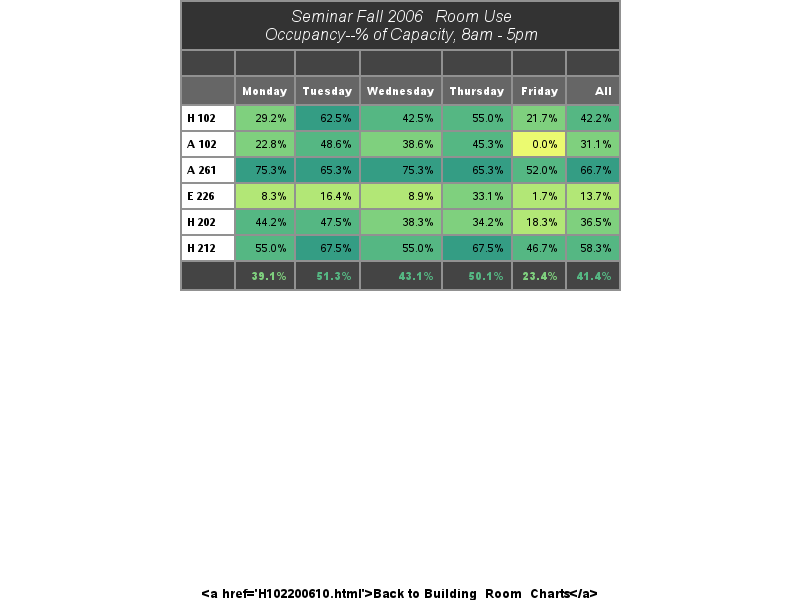 Seminar Fall 2006 Room Use
Occupancy--% of Capacity, 8am - 5pm
Monday Tuesday Wednesday Thursday Friday All
H 102 29.2% 62.5% 42.5% 55.0% 21.7% 42.2%
A 102 22.8% 48.6% 38.6% 45.3% 0.0% 31.1%
A 261 75.3% 65.3% 75.3% 65.3% 52.0% 66.7%
E 226 8.3% 16.4% 8.9% 33.1% 1.7% 13.7%
H 202 44.2% 47.5% 38.3% 34.2% 18.3% 36.5%
H 212 55.0% 67.5% 55.0% 67.5% 46.7% 58.3%
39.1% 51.3% 43.1% 50.1% 23.4% 41.4%
<a href='H102200610.html'>Back to Building Room Charts</a>